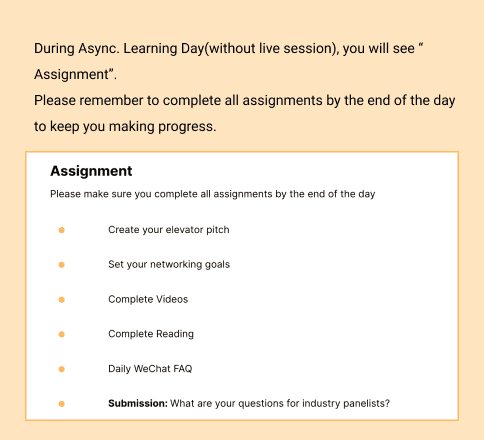 During Async. Learning Day(without live session), you will see “
Assignment”.
Please remember to complete all assignments by the end of the day
to keep you making progress.
Assignment
Please make sure you complete all assignments by the end of the day
Create your elevator pitch
Set your networking goals
Complete Videos
Complete Reading
Daily WeChat FAQ
Submission: What are your questions for industry panelists?